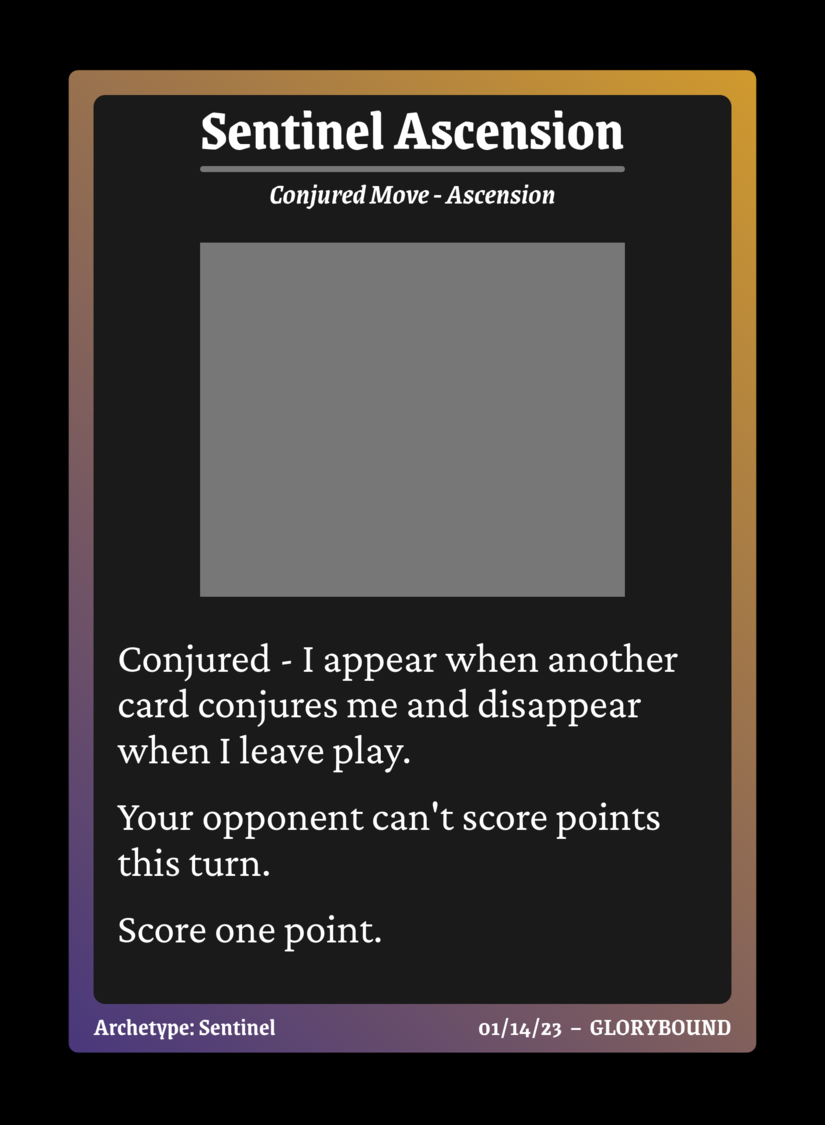 Sentinel Ascension
Conjured Move - Ascension
Conjured - I appear when another
card conjures me and disappear
when I leave play.
Your opponent can't score points
this turn.
Score one point.
Archetype: Sentinel
01/14/23 – GLORYBOUND